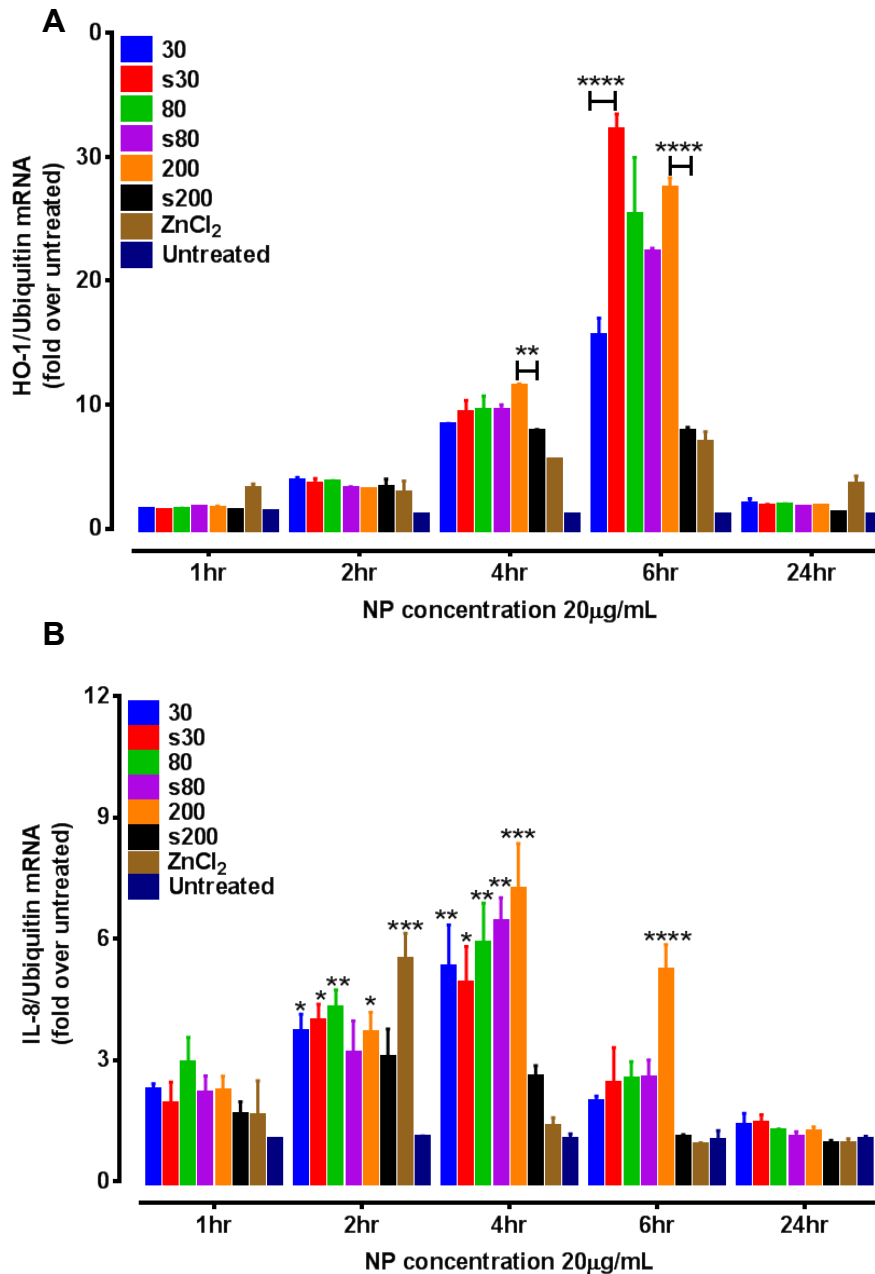 A
0
30
20
10
0
HO-1/Ubiquitin mRNA
(fold over untreated)
30
s30
80
s80
200
s200
ZnCl₂
Untreated
**
****
****
1hr 2hr 4hr 6hr 24hr
NP concentration 20µg/mL
B
12
9
6
3
0
IL-8/Ubiquitin mRNA
(fold over untreated)
30
s30
80
s80
200
s200
ZnCl₂
Untreated
* * ** * ***
** * ** ** ***
****
1hr 2hr 4hr 6hr 24hr
NP concentration 20µg/mL